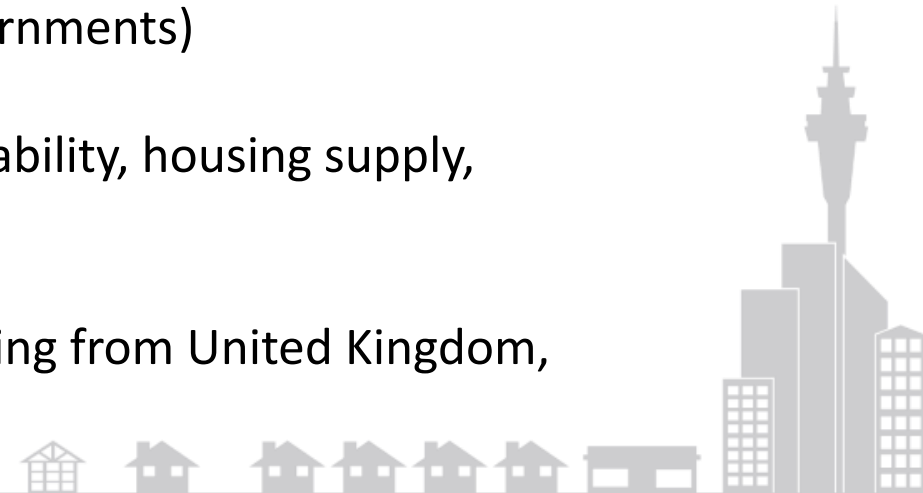 rnments)
ability, housing supply,
ing from United Kingdom,